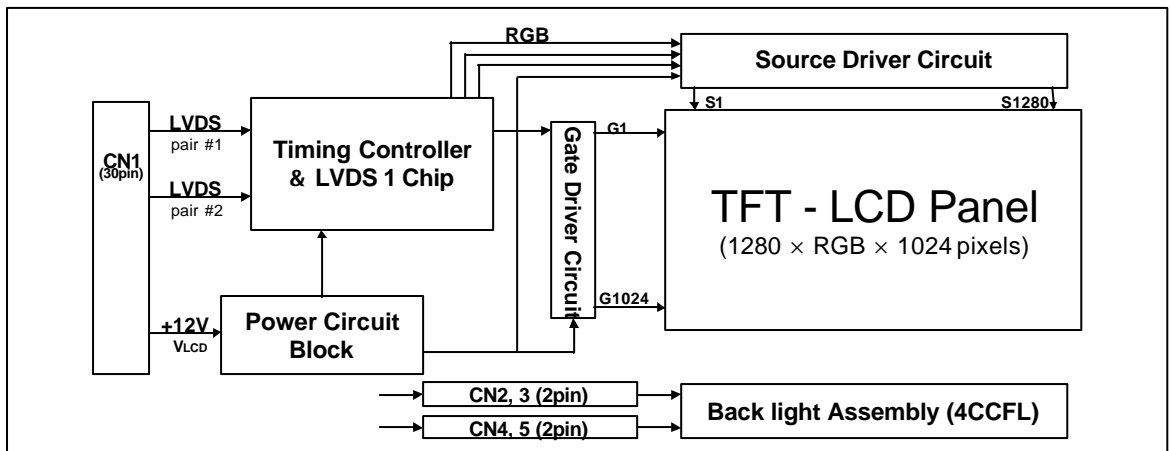 RGB
Source Driver Circuit
S1
S1280
CN1
(30pin)
LVDS
pair #1
LVDS
pair #2
Timing Controller
& LVDS 1 Chip
Gate Driver Circuit
G1
G1024
TFT - LCD Panel
(1280 × RGB × 1024 pixels)
+12V
VLCD
Power Circuit
Block
CN2, 3 (2pin)
CN4, 5 (2pin)
Back light Assembly (4CCFL)